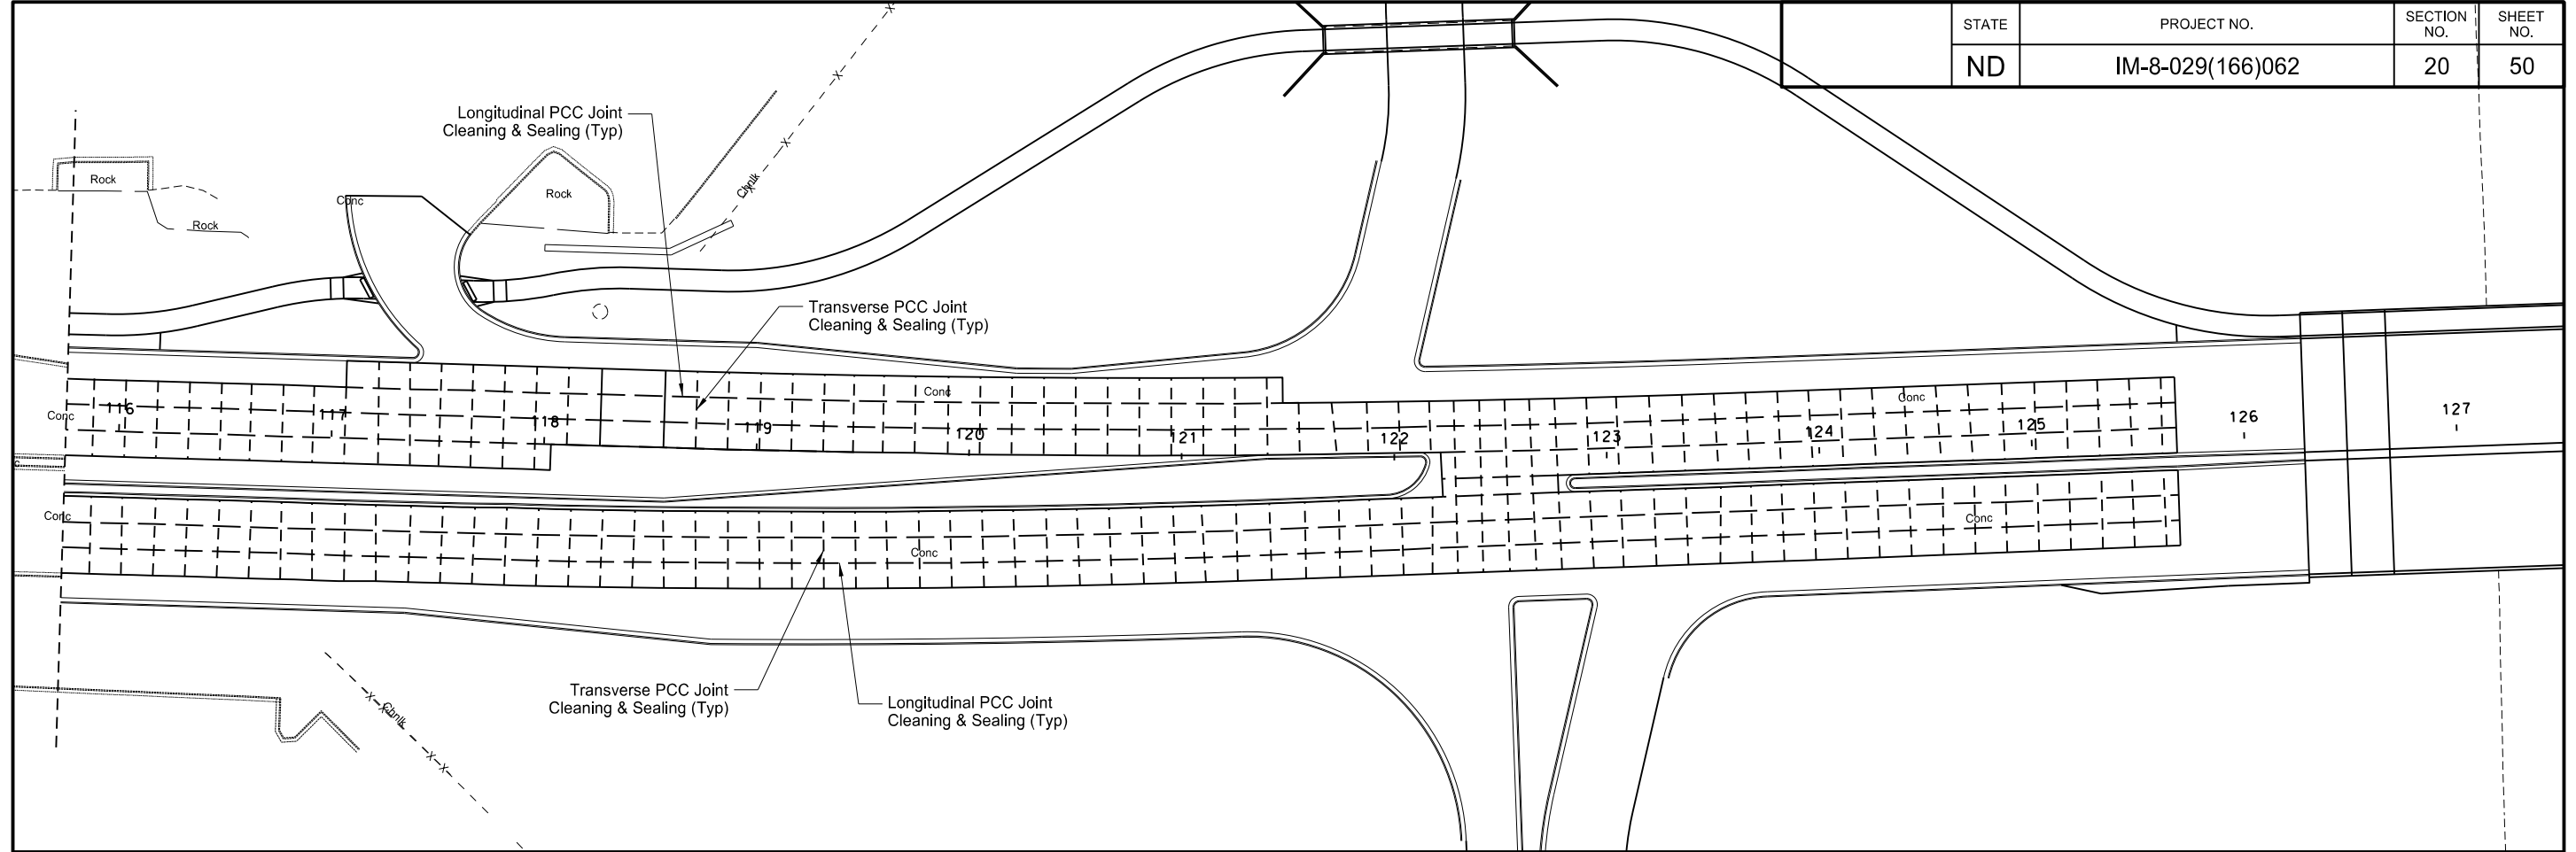 STATE
PROJECT NO.
SECTION NO.
SHEET NO.
ND
IM-8-029(166)062
20
50
Longitudinal PCC Joint
Cleaning & Sealing (Typ)
Rock
Rock
Rock
Conc
Chnlk
Transverse PCC Joint
Cleaning & Sealing (Typ)
Conc
Conc
Conc
116
117
118
119
120
121
122
123
124
125
126
127
Conc
Conc
Conc
Transverse PCC Joint
Cleaning & Sealing (Typ)
Longitudinal PCC Joint
Cleaning & Sealing (Typ)
Chnlk